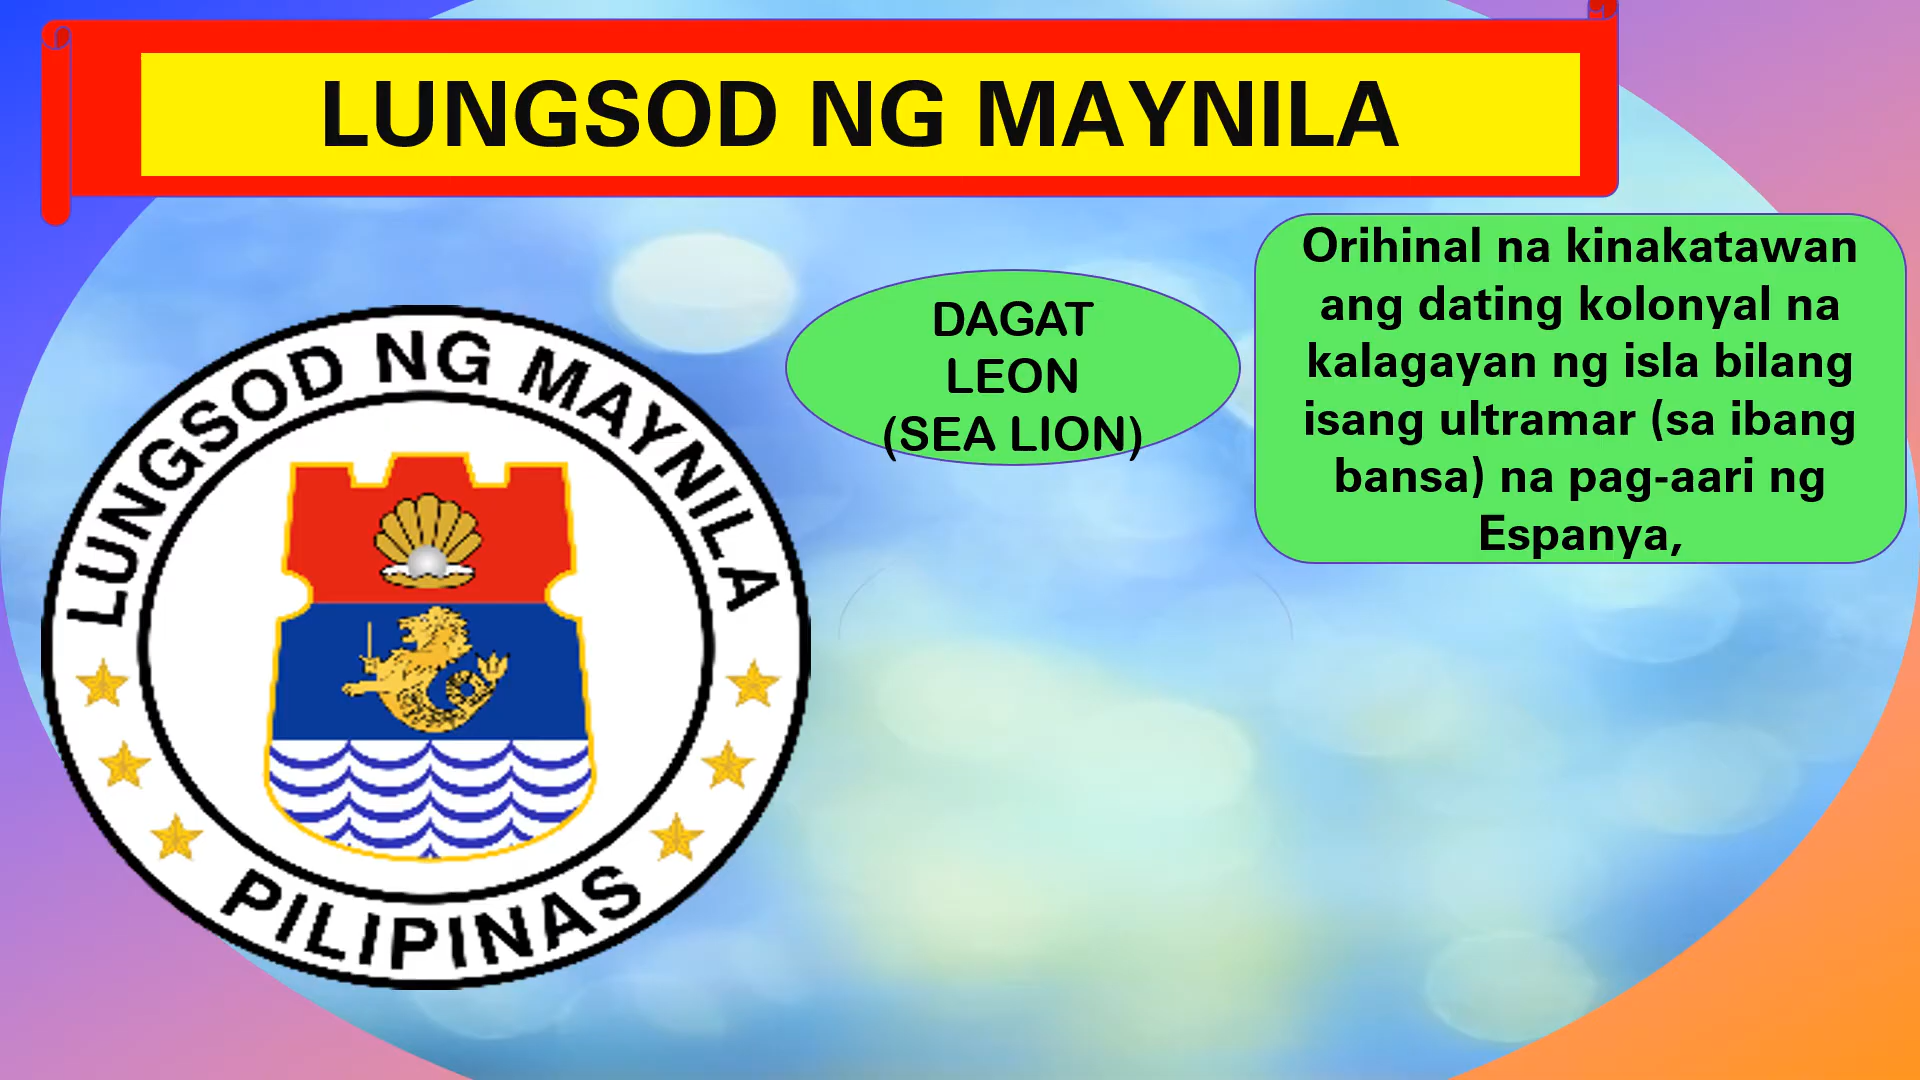 LUNGSOD NG MAYNILA
DAGAT
LEON
(SEA LION)
Orihinal na kinakatawan
ang dating kolonyal na
kalagayan ng isla bilang
isang ultramar (sa ibang
bansa) na pag-aari ng
Espanya,
LUNGSOD NG MAYNILA
PILIPINAS